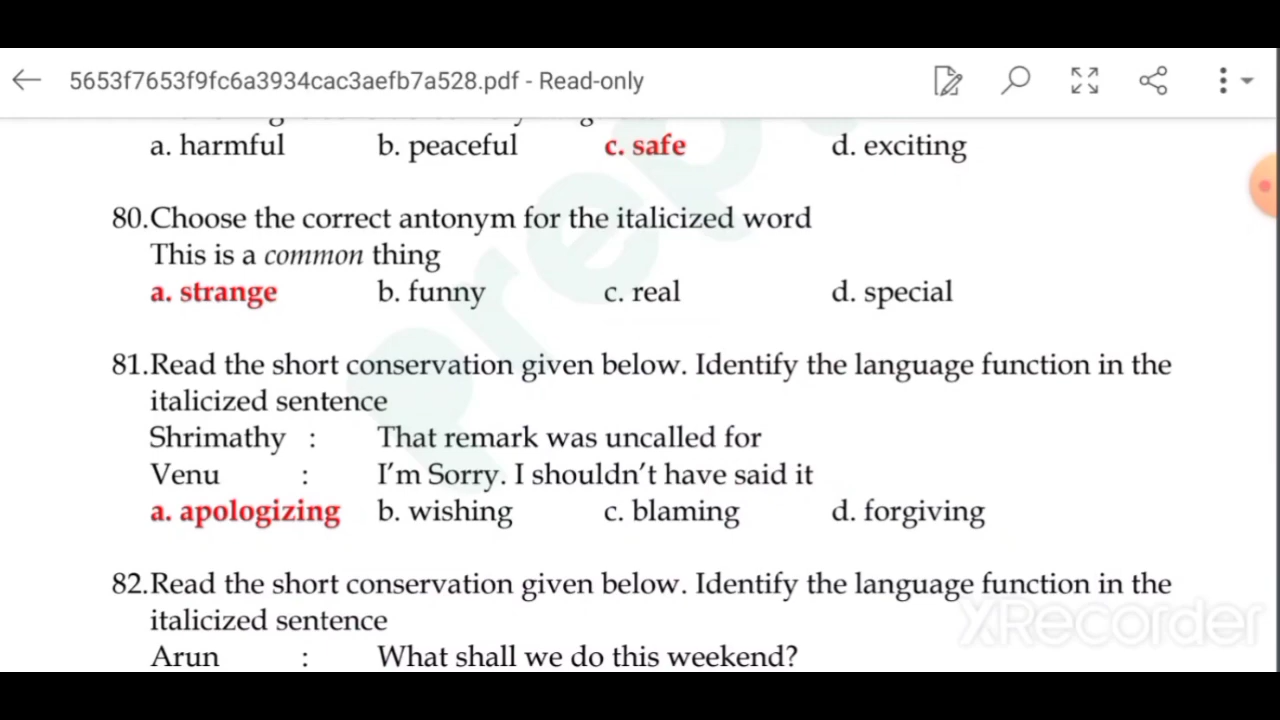 5653f7653f9fc6a3934cac3aefb7a528.pdf - Read-only
a. harmful b. peaceful c. safe d. exciting
80.Choose the correct antonym for the italicized word
This is a common thing
a. strange b. funny c. real d. special
81.Read the short conservation given below. Identify the language function in the
italicized sentence
Shrimathy : That remark was uncalled for
Venu : I'm Sorry. I shouldn't have said it
a. apologizing b. wishing c. blaming d. forgiving
82.Read the short conservation given below. Identify the language function in the
italicized sentence
Arun : What shall we do this weekend?
XRecorder